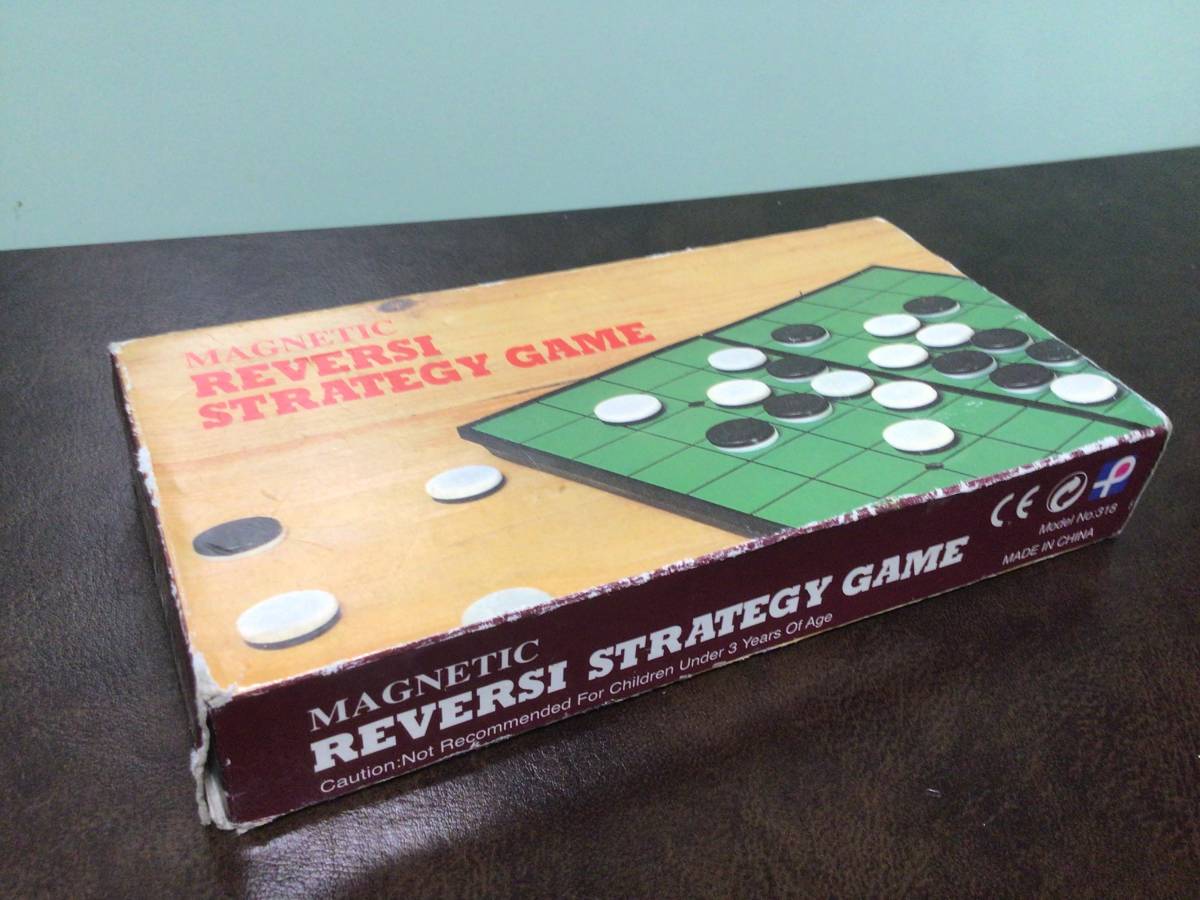 MAGNETIC
REVERSI
STRATEGY GAME
MAGNETIC
REVERSI STRATEGY GAME
Caution:Not Recommended For Children Under 3 Years Of Age
CE
Model No:318
MADE IN CHINA